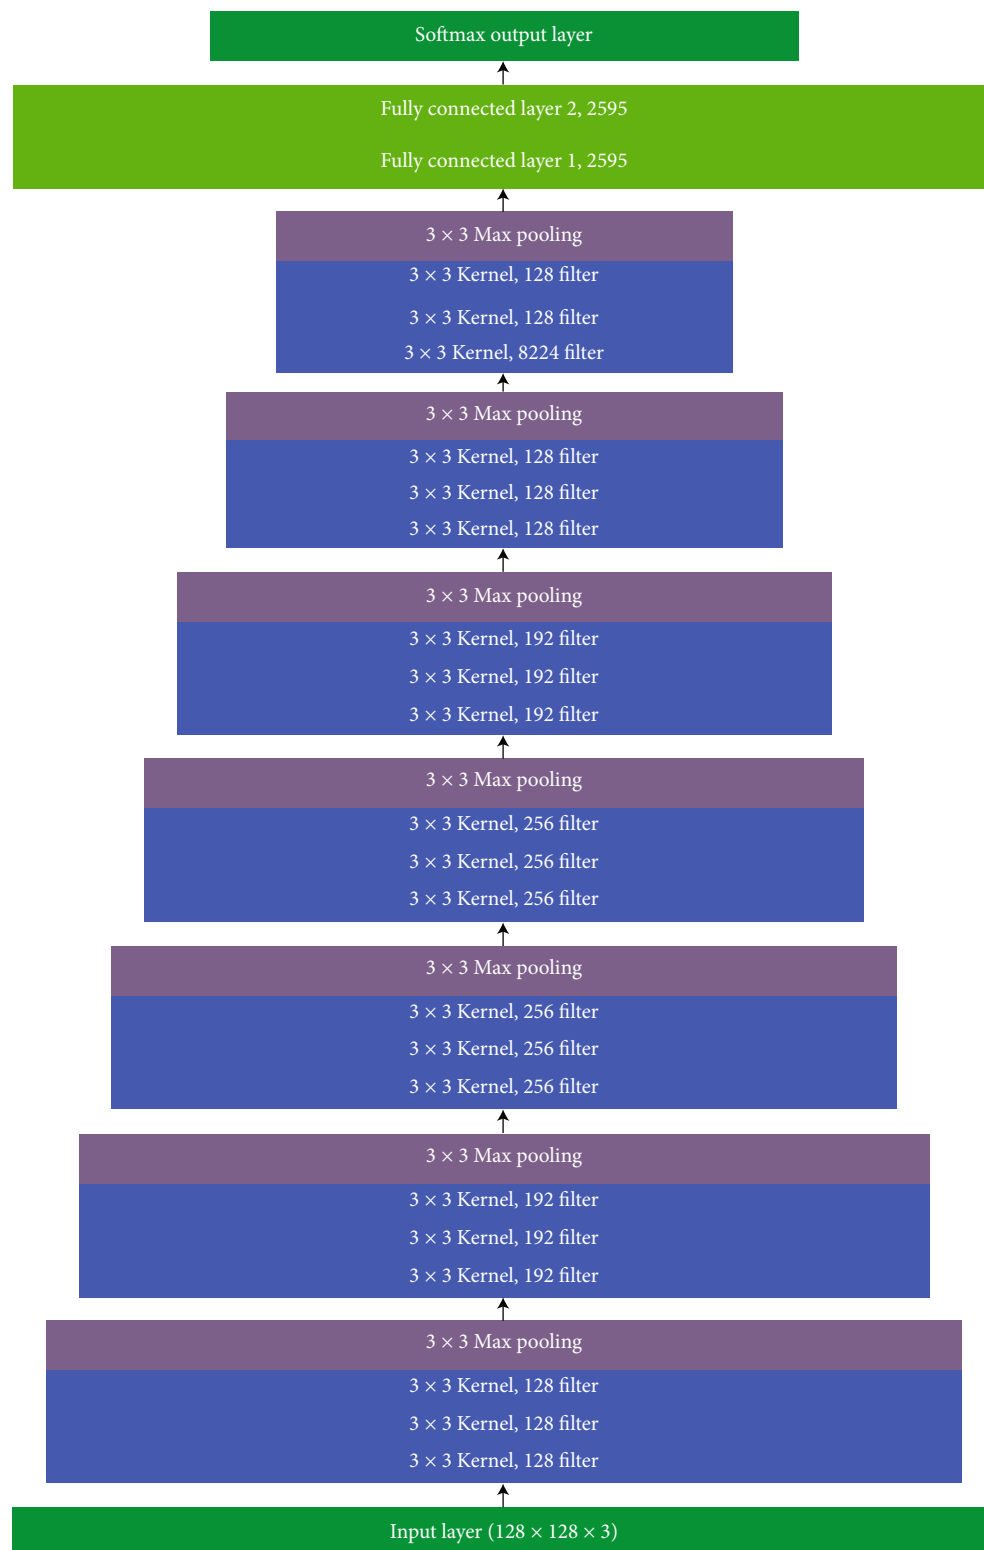 Softmax output layer
Fully connected layer 2, 2595
Fully connected layer 1, 2595
3 × 3 Max pooling
3 × 3 Kernel, 128 filter
3 × 3 Kernel, 128 filter
3 × 3 Kernel, 8224 filter
3 × 3 Max pooling
3 × 3 Kernel, 128 filter
3 × 3 Kernel, 128 filter
3 × 3 Kernel, 128 filter
3 × 3 Max pooling
3 × 3 Kernel, 192 filter
3 × 3 Kernel, 192 filter
3 × 3 Kernel, 192 filter
3 × 3 Max pooling
3 × 3 Kernel, 256 filter
3 × 3 Kernel, 256 filter
3 × 3 Kernel, 256 filter
3 × 3 Max pooling
3 × 3 Kernel, 256 filter
3 × 3 Kernel, 256 filter
3 × 3 Kernel, 256 filter
3 × 3 Max pooling
3 × 3 Kernel, 192 filter
3 × 3 Kernel, 192 filter
3 × 3 Kernel, 192 filter
3 × 3 Max pooling
3 × 3 Kernel, 128 filter
3 × 3 Kernel, 128 filter
3 × 3 Kernel, 128 filter
Input layer (128 × 128 × 3)